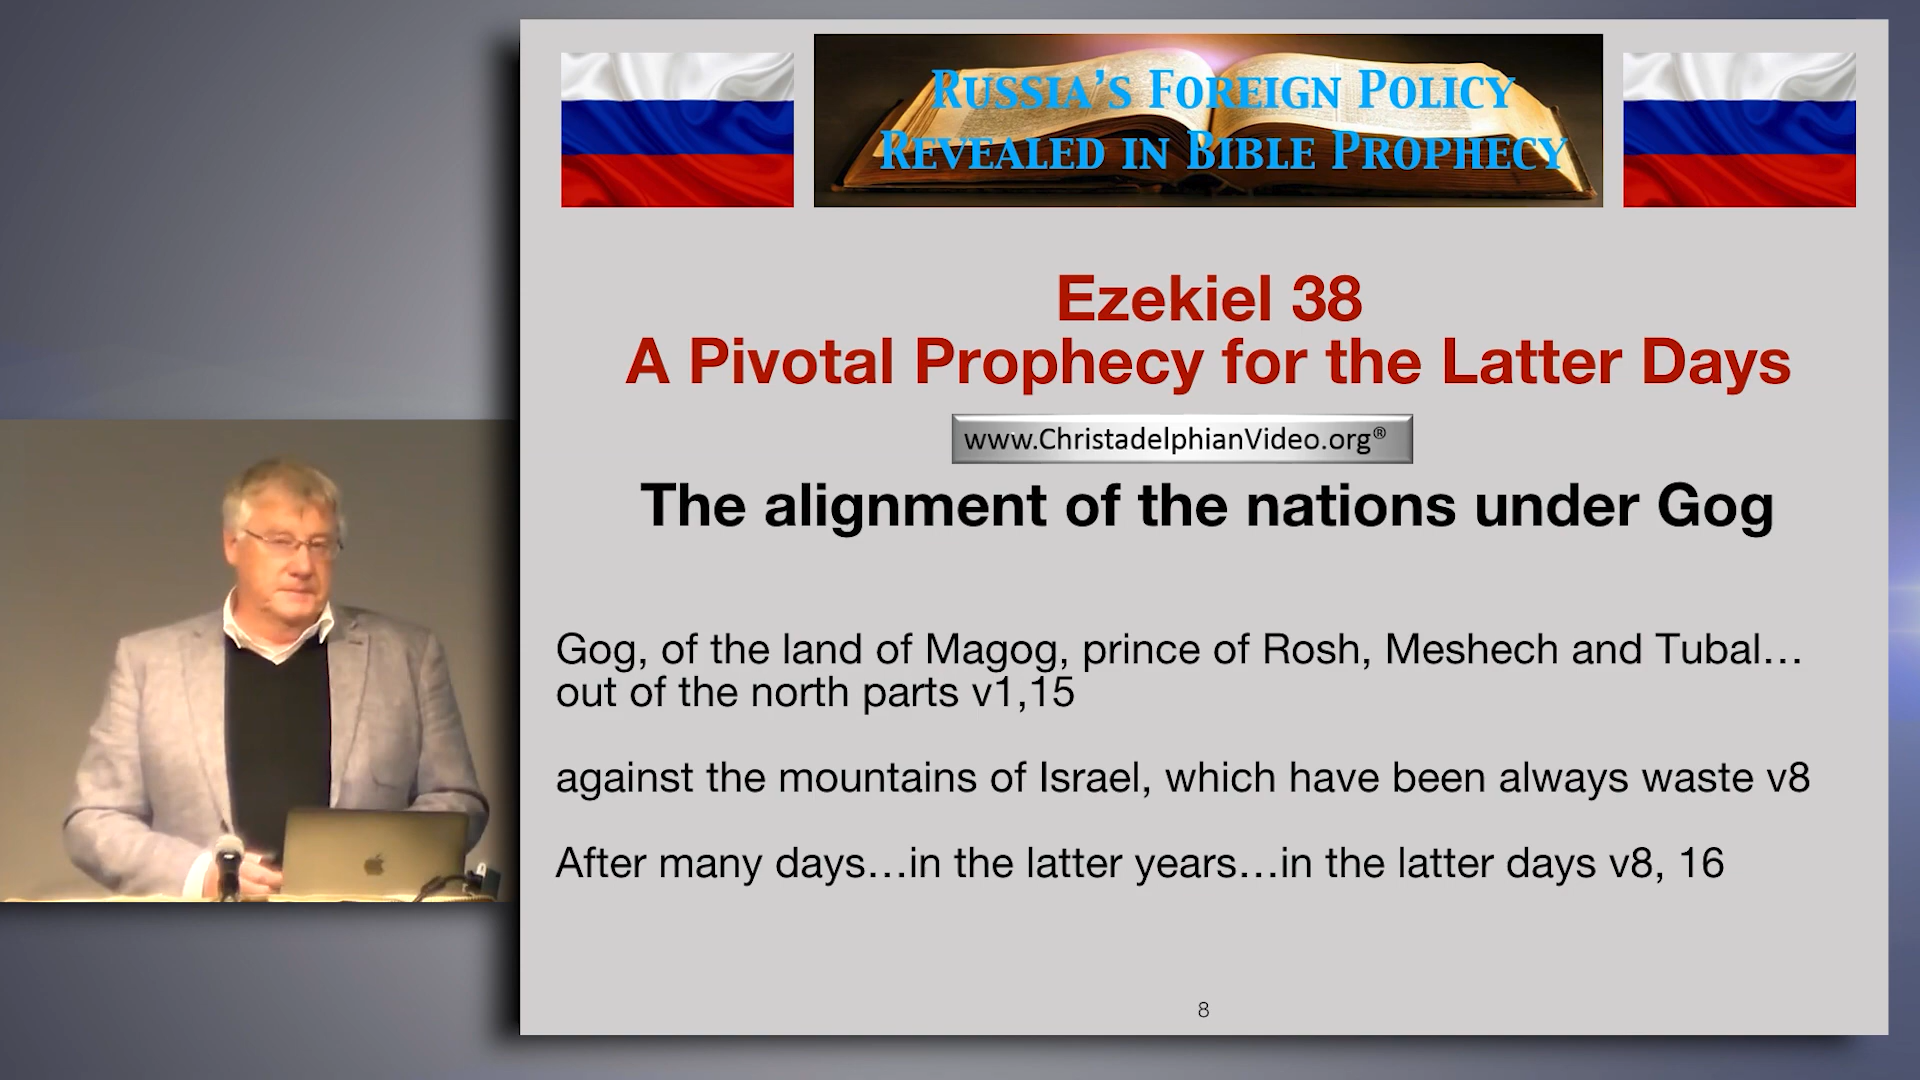 Russia's Foreign Policy
Revealed in Bible Prophecy
Ezekiel 38
A Pivotal Prophecy for the Latter Days
www.ChristadelphianVideo.org®
The alignment of the nations under Gog
Gog, of the land of Magog, prince of Rosh, Meshech and Tubal…
out of the north parts v1,15
against the mountains of Israel, which have been always waste v8
After many days…in the latter years…in the latter days v8, 16
8